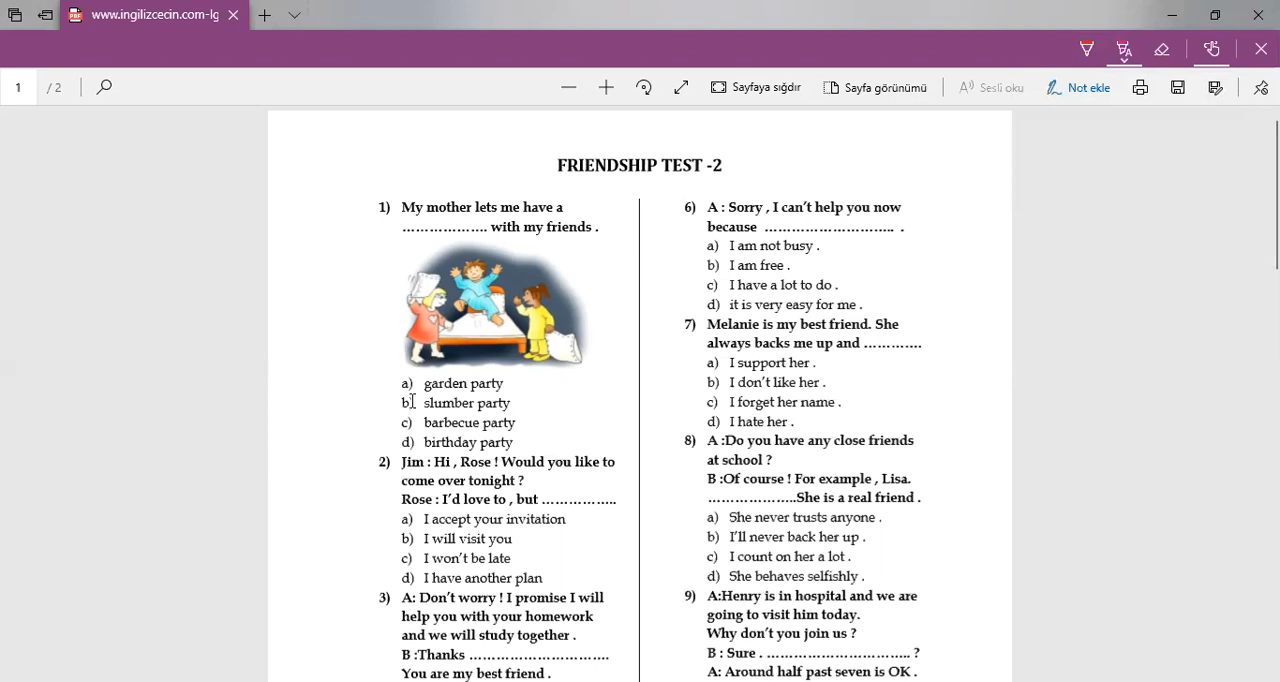 www.ingilizcecin.com-lg
1 / 2
Sayfaya sığdır
Sayfa görünümü
Sesli oku
Not ekle
FRIENDSHIP TEST -2
1) My mother lets me have a
………………. with my friends .
a) garden party
b) slumber party
c) barbecue party
d) birthday party
2) Jim : Hi , Rose ! Would you like to
come over tonight ?
Rose : I’d love to , but ……………..
a) I accept your invitation
b) I will visit you
c) I won’t be late
d) I have another plan
3) A: Don’t worry ! I promise I will
help you with your homework
and we will study together .
B :Thanks ………………………….
You are my best friend .
6) A : Sorry , I can’t help you now
because ……………………….. .
a) I am not busy .
b) I am free .
c) I have a lot to do .
d) it is very easy for me .
7) Melanie is my best friend. She
always backs me up and ………….
a) I support her .
b) I don’t like her .
c) I forget her name .
d) I hate her .
8) A :Do you have any close friends
at school ?
B :Of course ! For example , Lisa.
………………..She is a real friend .
a) She never trusts anyone .
b) I’ll never back her up .
c) I count on her a lot .
d) She behaves selfishly .
9) A:Henry is in hospital and we are
going to visit him today.
Why don’t you join us ?
B : Sure . ……………………….. ?
A: Around half past seven is OK .